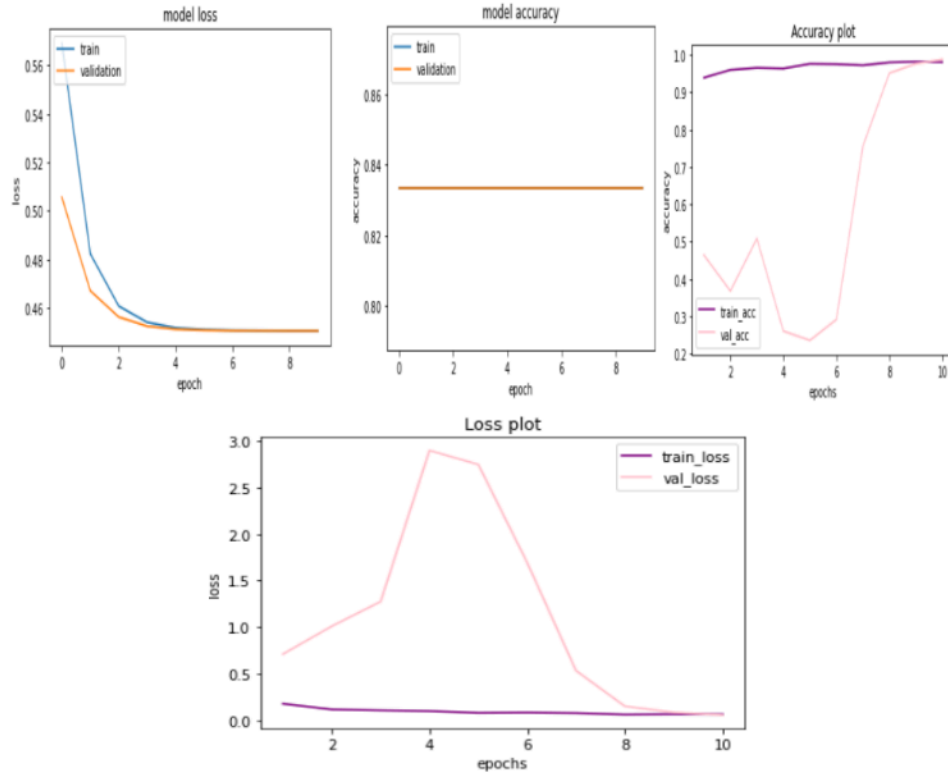 model loss
train
validation
0.56
0.54
0.52
0.50
0.48
0.46
loss
0 2 4 6 8
epoch
model accuracy
train
validation
0.86
0.84
0.82
0.80
accuracy
0 2 4 6 8
epoch
Accuracy plot
1.0
0.9
0.8
0.7
0.6
0.5
0.4
0.3
0.2
accuracy
train_acc
val_acc
2 4 6 8 10
epochs
Loss plot
train_loss
val_loss
3.0
2.5
2.0
1.5
1.0
0.5
0.0
loss
2 4 6 8 10
epochs